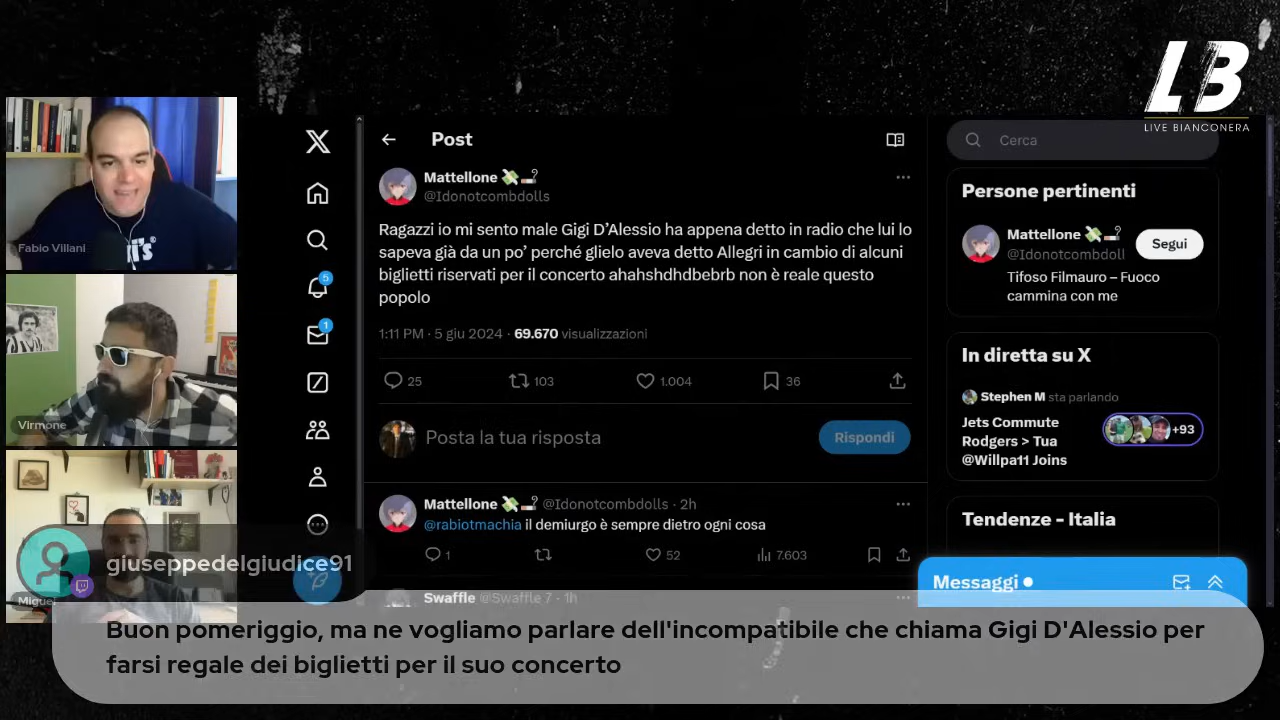 LB
LIVE BIANCONERA
Fabio Villani
Virmone
Miguel
5
1
Post
Mattellone
@Idonotcombdolls
Ragazzi io mi sento male Gigi D’Alessio ha appena detto in radio che lui lo
sapeva già da un po’ perché glielo aveva detto Allegri in cambio di alcuni
biglietti riservati per il concerto ahahshdhdbebrb non è reale questo
popolo
1:11 PM · 5 giu 2024 · 69.670 visualizzazioni
25 103 1.004 36
Posta la tua risposta
Rispondi
Mattellone @Idonotcombdolls · 2h
@rabiotmachia il demiurgo è sempre dietro ogni cosa
1 52 7.603
Swaffle @Swaffle 7 · 1h
Cerca
Persone pertinenti
Mattellone
@Idonotcomboll
Segui
Tifoso Filmauro – Fuoco
cammina con me
In diretta su X
Stephen M sta parlando
Jets Commute
Rodgers > Tua
@Willpa11 Joins
+93
Tendenze - Italia
Messaggi
giuseppedelgiudice91
Buon pomeriggio, ma ne vogliamo parlare dell'incompatibile che chiama Gigi D'Alessio per
farsi regale dei biglietti per il suo concerto